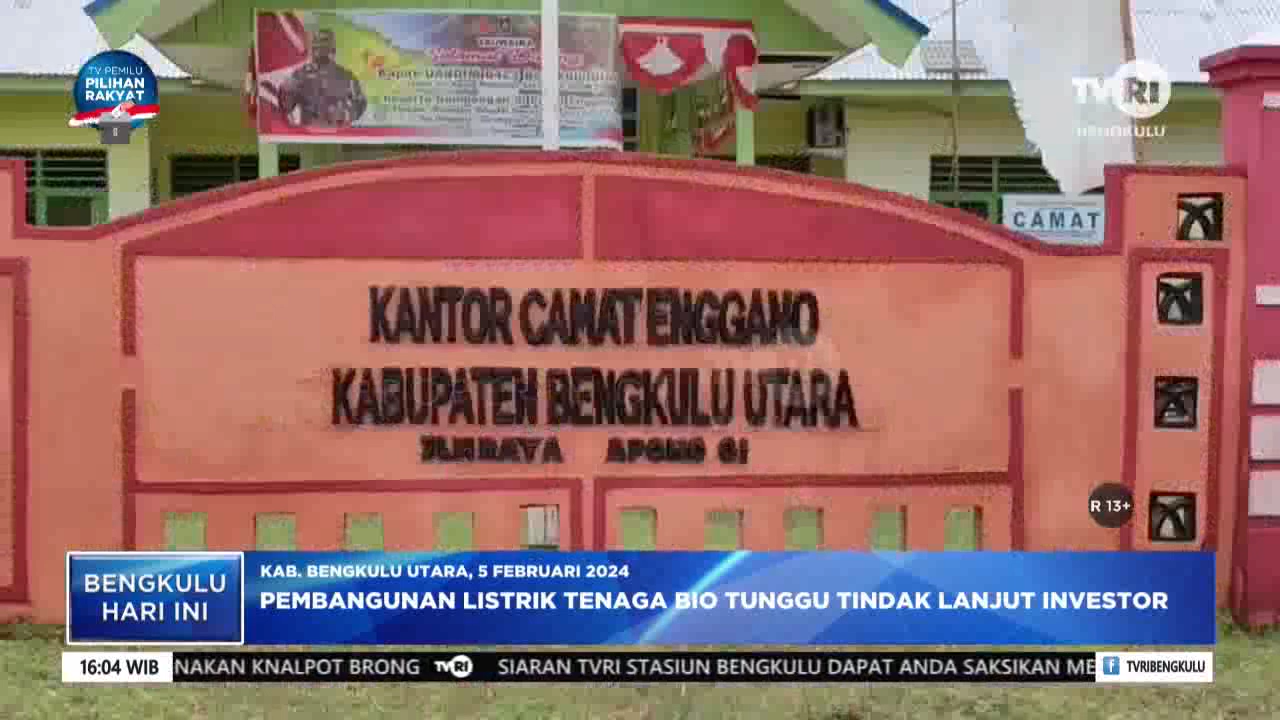 TV PEMILU
PILIHAN
RAKYAT
Selamat Datang
TVRI
BENGKULU
CAMAT
KANTOR CAMAT ENGGANO
KABUPATEN BENGKULU UTARA
R 13+
BENGKULU
HARI INI
KAB. BENGKULU UTARA, 5 FEBRUARI 2024
PEMBANGUNAN LISTRIK TENAGA BIO TUNGGU TINDAK LANJUT INVESTOR
16:04 WIB
NAKAN KNALPOT BRONG TVRI SIARAN TVRI STASIUN BENGKULU DAPAT ANDA SAKSIKAN ME
TVRIBENGKULU